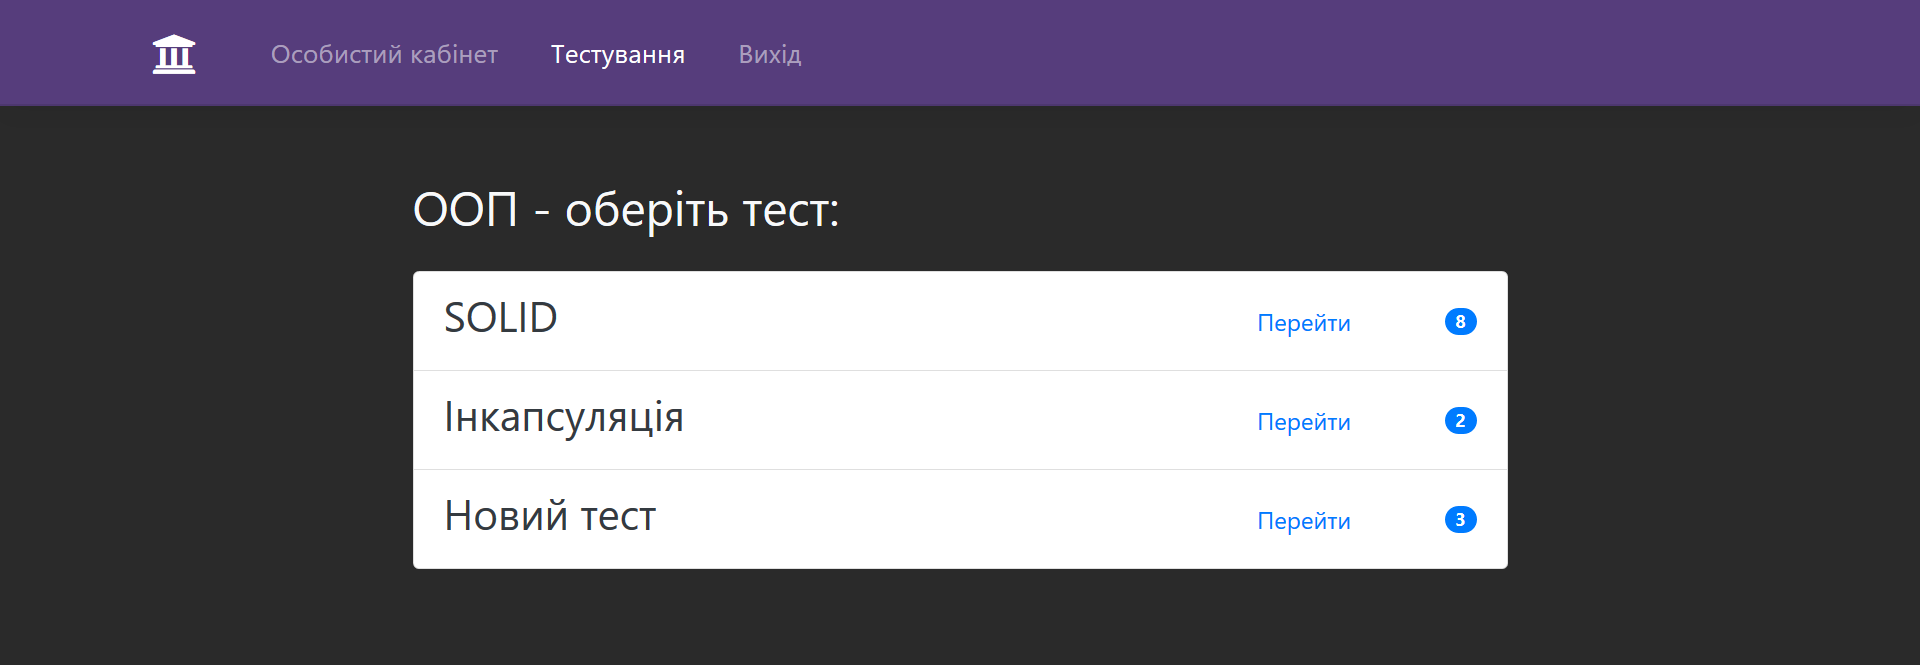 Особистий кабінет Тестування Вихід
ООП - оберіть тест:
SOLID Перейти 8
Інкапсуляція Перейти 2
Новий тест Перейти 3